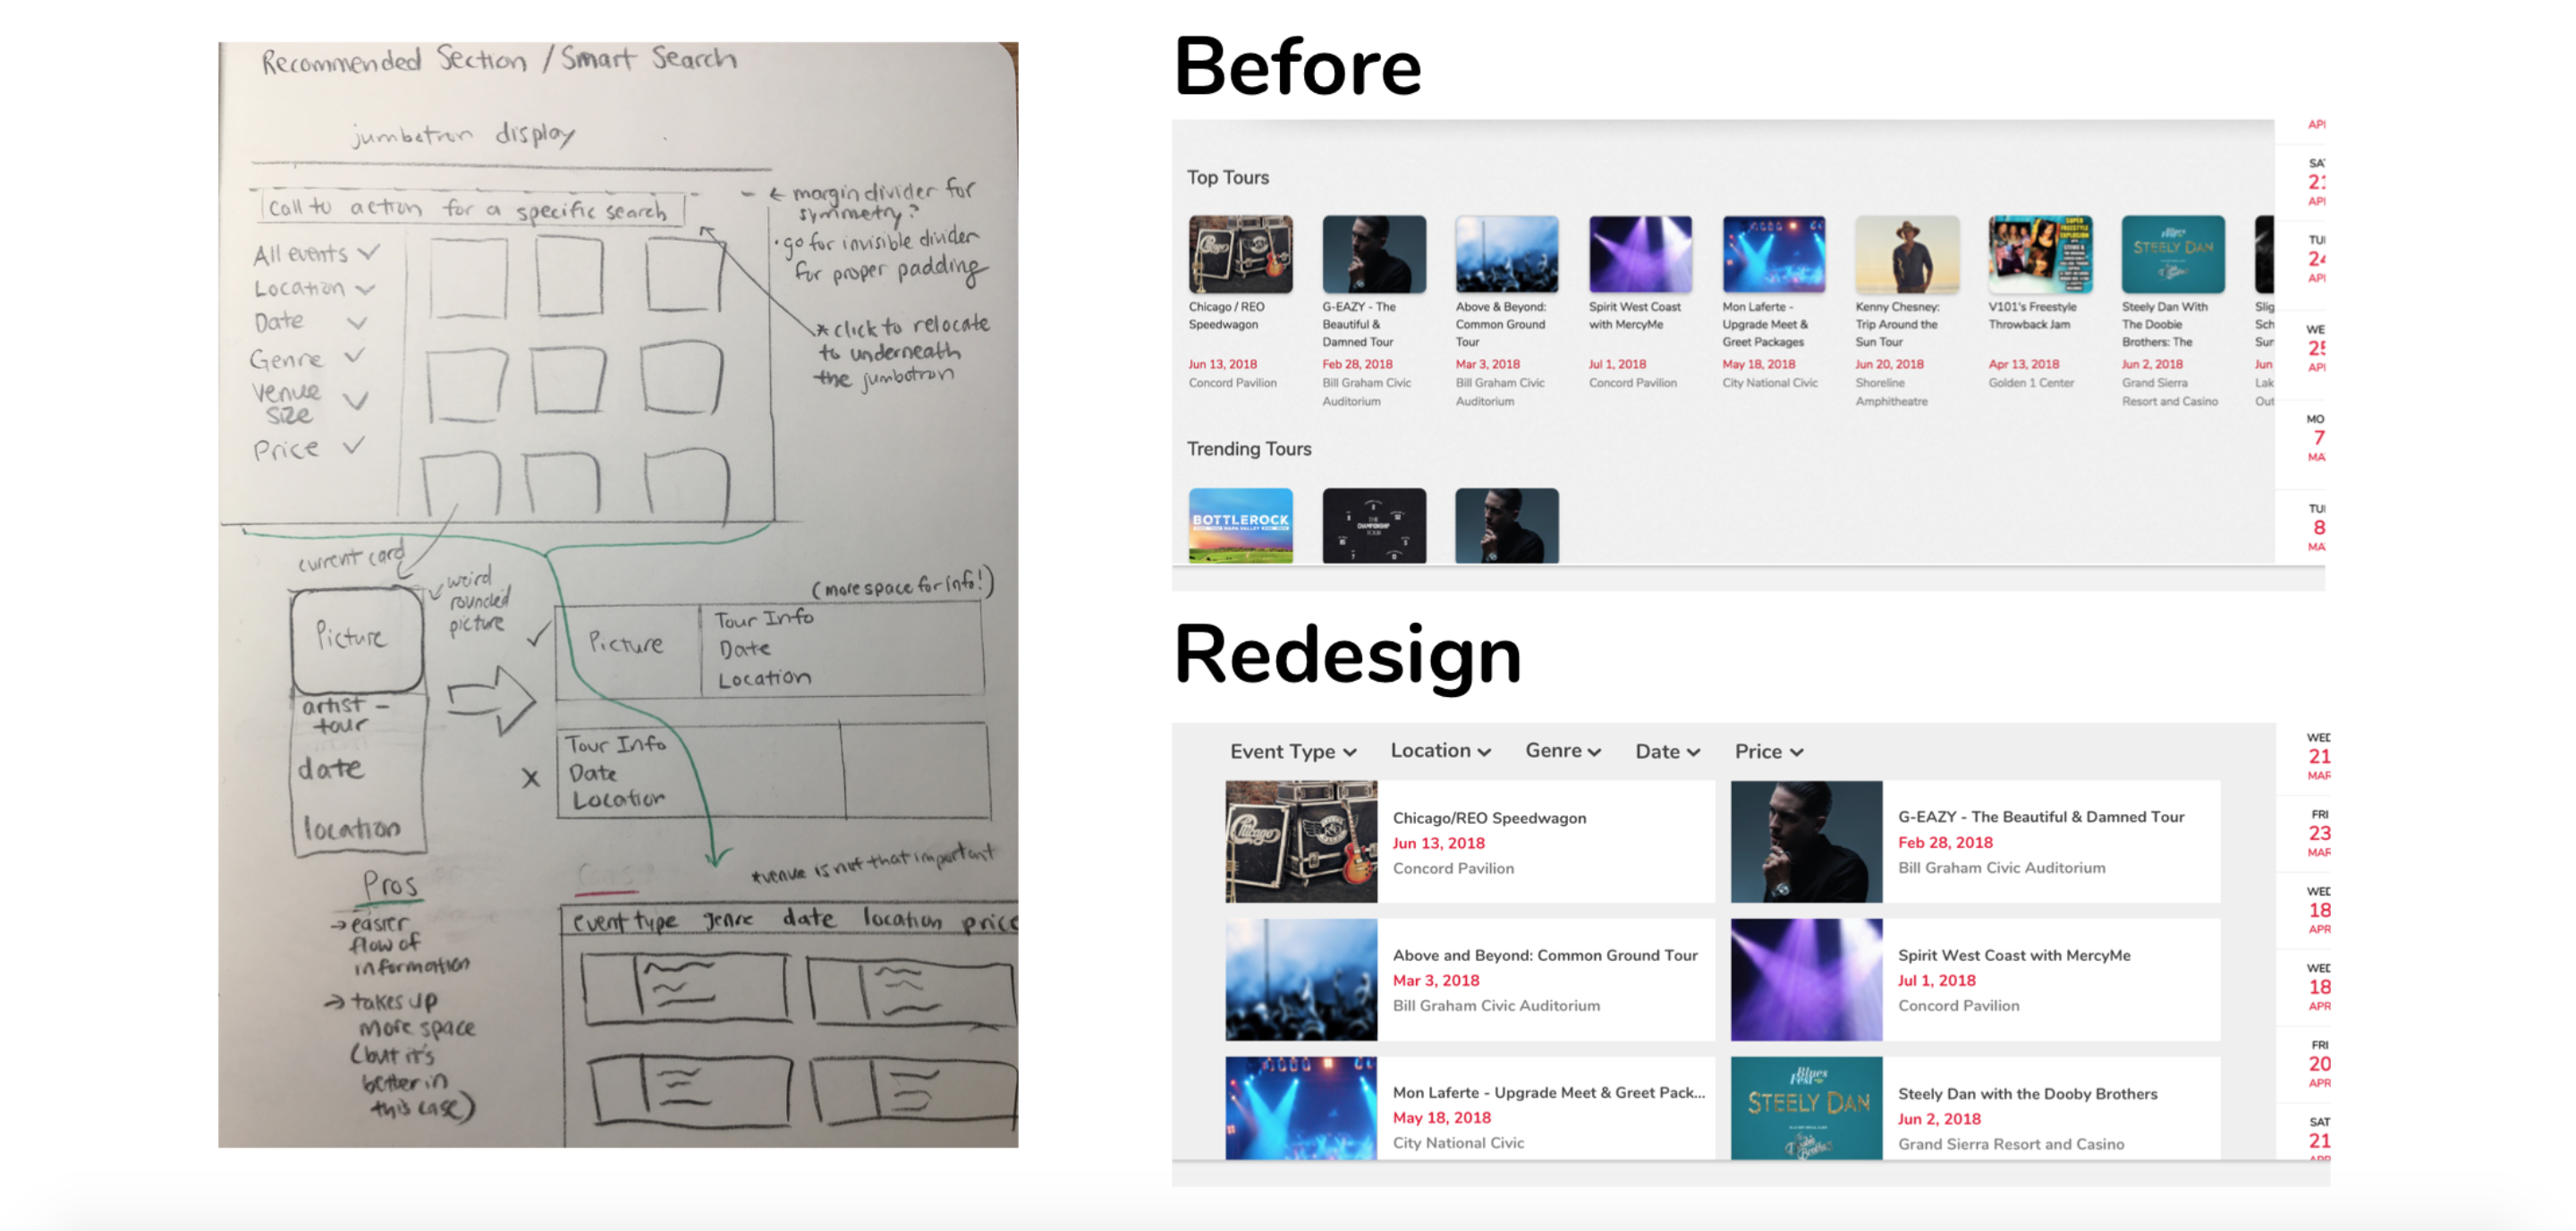 Recommended Section / Smart Search
jumbotron display
Call to action for a specific search
← margin divider for
symmetry?
· go for invisible divider
for proper padding
* click to relocate
to underneath
the jumbotron
All events
Location
Date
Genre
Venue
Size
Price
current card
weird
rounded
picture
Picture
artist -
tour
date
location
(more space for info!)
Picture
Tour Info
Date
Location
x
Tour Info
Date
Location
*venue is not that important
Pros
→ easier
flow of
information
→ takes up
more space
(but it's
better in
this case)
Cons
event type genre date location price
Before
Top Tours
Chicago / REO
Speedwagon
Jun 13, 2018
Concord Pavilion
G-EAZY - The
Beautiful &
Damned Tour
Feb 28, 2018
Bill Graham Civic
Auditorium
Above & Beyond:
Common Ground
Tour
Mar 3, 2018
Bill Graham Civic
Auditorium
Spirit West Coast
with MercyMe
Jul 1, 2018
Concord Pavilion
Mon Laferte -
Upgrade Meet &
Greet Packages
May 18, 2018
City National Civic
Kenny Chesney:
Trip Around the
Sun Tour
Jun 20, 2018
Shoreline
Amphitheatre
V101's Freestyle
Throwback Jam
Apr 13, 2018
Golden 1 Center
STEELY DAN
Steely Dan With
The Doobie
Brothers: The
Jun 2, 2018
Grand Sierra
Resort and Casino
Slig
Sch
Sur
Jun
Lak
Out
Trending Tours
BOTTLEROCK
THE
CHAMPIONSHIP
TOUR
API
SA
21
API
TU
24
API
WE
25
API
MO
7
MA
TU
8
MA
Redesign
Event Type Location Genre Date Price
Chicago
Chicago/REO Speedwagon
Jun 13, 2018
Concord Pavilion
G-EAZY - The Beautiful & Damned Tour
Feb 28, 2018
Bill Graham Civic Auditorium
Above and Beyond: Common Ground Tour
Mar 3, 2018
Bill Graham Civic Auditorium
Spirit West Coast with MercyMe
Jul 1, 2018
Concord Pavilion
Mon Laferte - Upgrade Meet & Greet Pack...
May 18, 2018
City National Civic
Blues
Fest
STEELY DAN
Steely Dan with the Dooby Brothers
Jun 2, 2018
Grand Sierra Resort and Casino
WED
21
MAR
FRI
23
MAR
WED
18
APR
WED
18
APR
FRI
20
APR
SAT
21
APR